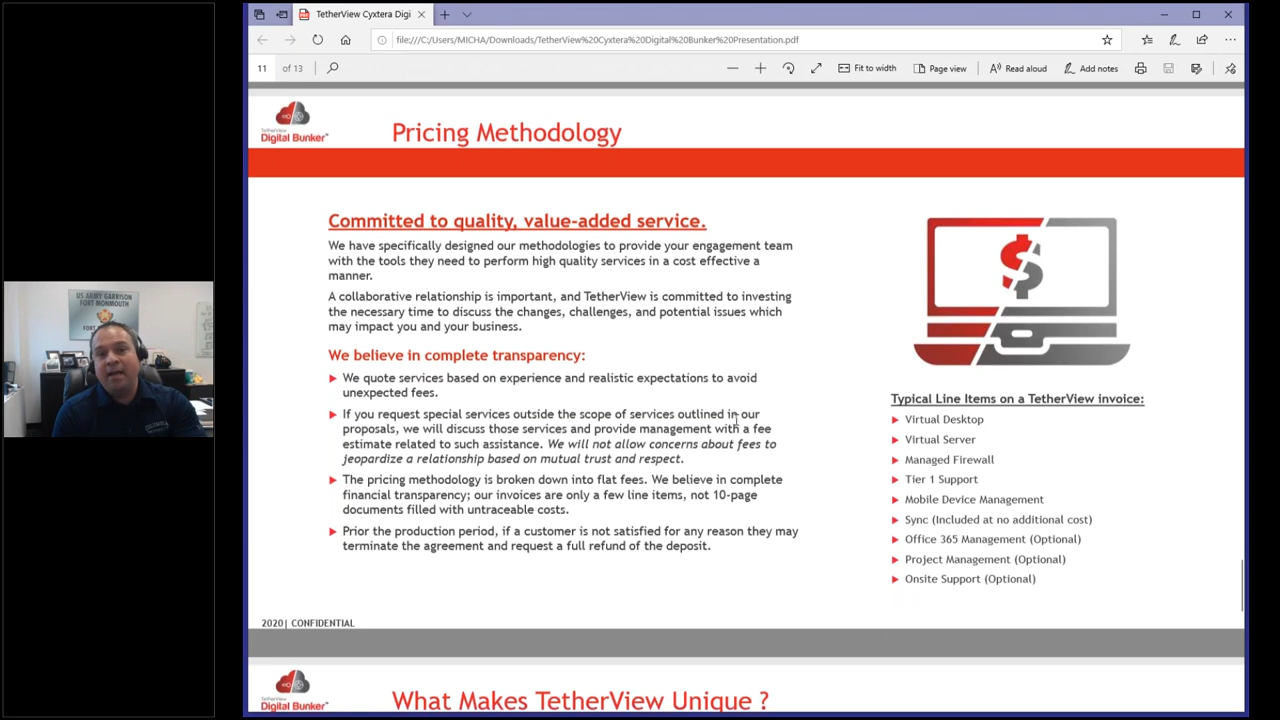 TetherView Cyxtera Digi
file:///C:/Users/MICHA/Downloads/TetherView%20Cyxtera%20Digital%20Bunker%20Presentation.pdf
11 of 13
Fit to width
Page view
Read aloud
Add notes
TetherView
Digital Bunker™
Pricing Methodology
Committed to quality, value-added service.
We have specifically designed our methodologies to provide your engagement team
with the tools they need to perform high quality services in a cost effective a
manner.
A collaborative relationship is important, and TetherView is committed to investing
the necessary time to discuss the changes, challenges, and potential issues which
may impact you and your business.
We believe in complete transparency:
We quote services based on experience and realistic expectations to avoid
unexpected fees.
If you request special services outside the scope of services outlined in our
proposals, we will discuss those services and provide management with a fee
estimate related to such assistance. We will not allow concerns about fees to
jeopardize a relationship based on mutual trust and respect.
The pricing methodology is broken down into flat fees. We believe in complete
financial transparency; our invoices are only a few line items, not 10-page
documents filled with untraceable costs.
Prior the production period, if a customer is not satisfied for any reason they may
terminate the agreement and request a full refund of the deposit.
Typical Line Items on a TetherView invoice:
Virtual Desktop
Virtual Server
Managed Firewall
Tier 1 Support
Mobile Device Management
Sync (Included at no additional cost)
Office 365 Management (Optional)
Project Management (Optional)
Onsite Support (Optional)
2020| CONFIDENTIAL
TetherView
Digital Bunker™
What Makes TetherView Unique ?
US ARMY GARRISON
FORT MONMOUTH